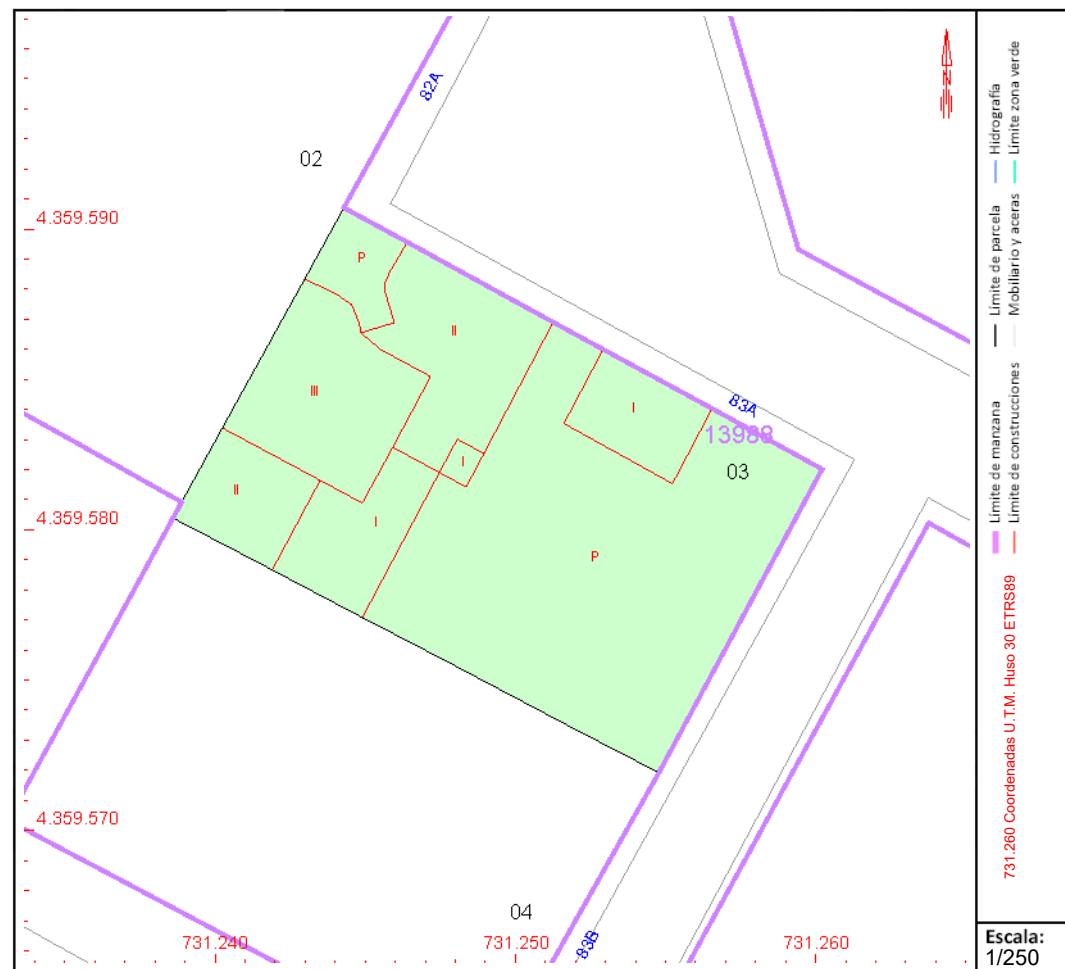 82A
02
N
4.359.590
P
II
III
I
83A
13988
03
I
II
I
4.359.580
P
4.359.570
04
83B
731.240
731.250
731.260
Límite de manzana
Límite de construcciones
Límite de parcela
Mobiliario y aceras
Hidrografía
Límite zona verde
731.260 Coordenadas U.T.M. Huso 30 ETRS89
Escala:
1/250